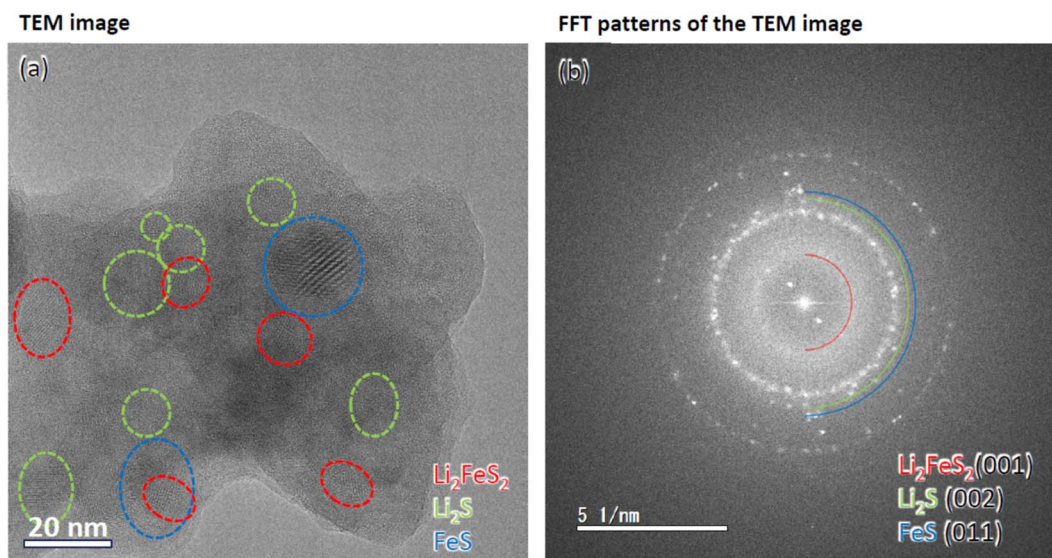 TEM image
FFT patterns of the TEM image
(a)
Li₂FeS₂
Li₂S
FeS
20 nm
(b)
Li₂FeS₂(001)
Li₂S (002)
FeS (011)
5 1/nm